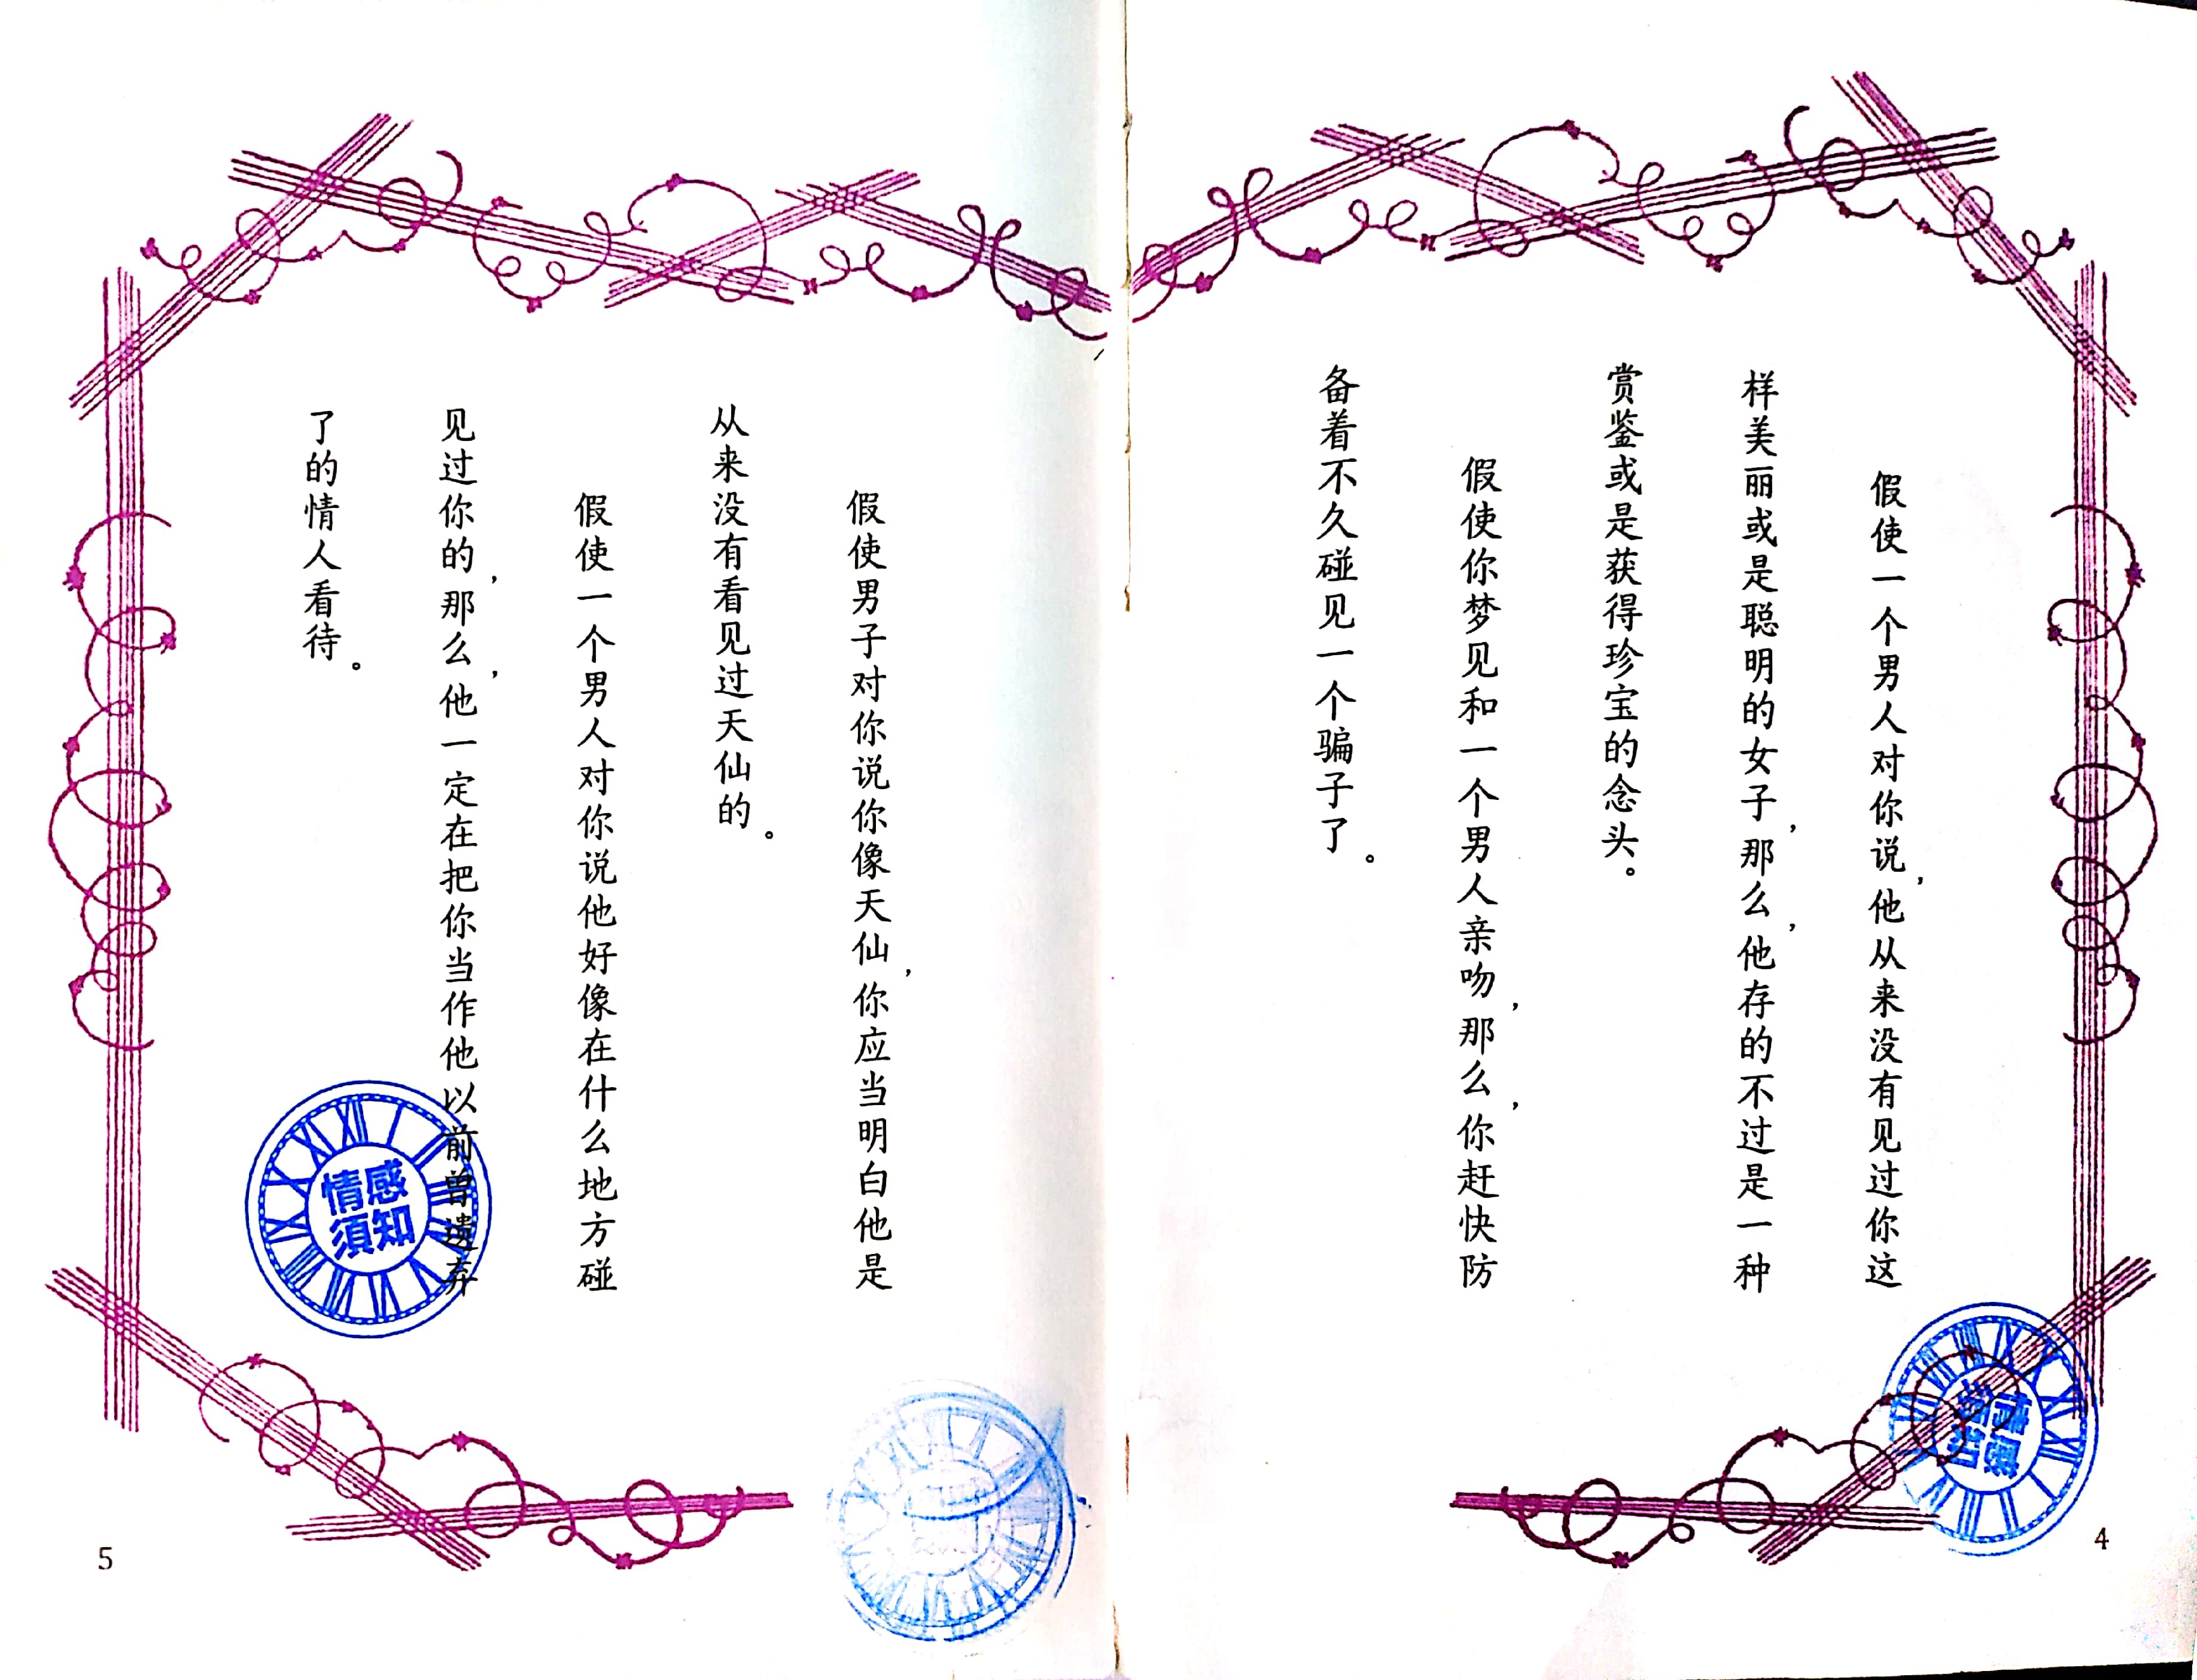 假使一个男人对你说，他从来没有见过你这
样美丽或是聪明的女子，那么，他存的不过是一种
赏鉴或是获得珍宝的念头。
假使你梦见和一个男人亲吻，那么，你赶快防
备着不久碰见一个骗子了。
4
假使男子对你说你像天仙，你应当明白他是
从来没有看见过天仙的。
假使一个男人对你说他好像在什么地方碰
见过你的，那么，他一定在把你当作他以前曾遗弃
了的情人看待。
情感
須知
5